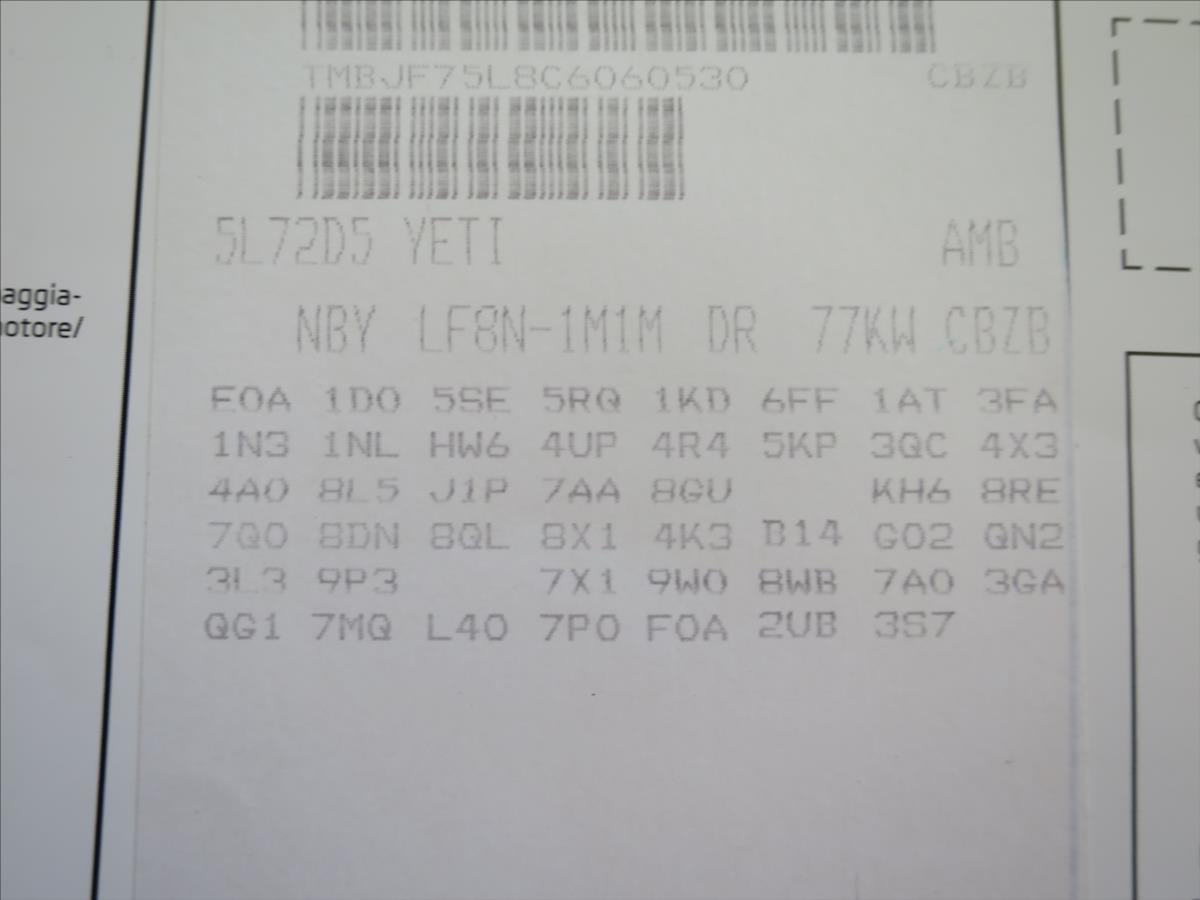 TMBJF75L8C6060530 CBZB
5L72D5 YETI AMB
aggia-
otore/
NBY LF8N-1M1M DR 77KW CBZB
E0A 1D0 5SE 5RQ 1KD 6FF 1AT 3FA
1N3 1NL HW6 4UP 4R4 5KP 3QC 4X3
4A0 8L5 J1P 7AA 8GU KH6 8RE
7Q0 8DN 8QL 8X1 4K3 B14 G02 QN2
3L3 9P3 7X1 9W0 8WB 7A0 3GA
QG1 7MQ L40 7P0 F0A 2UB 3S7